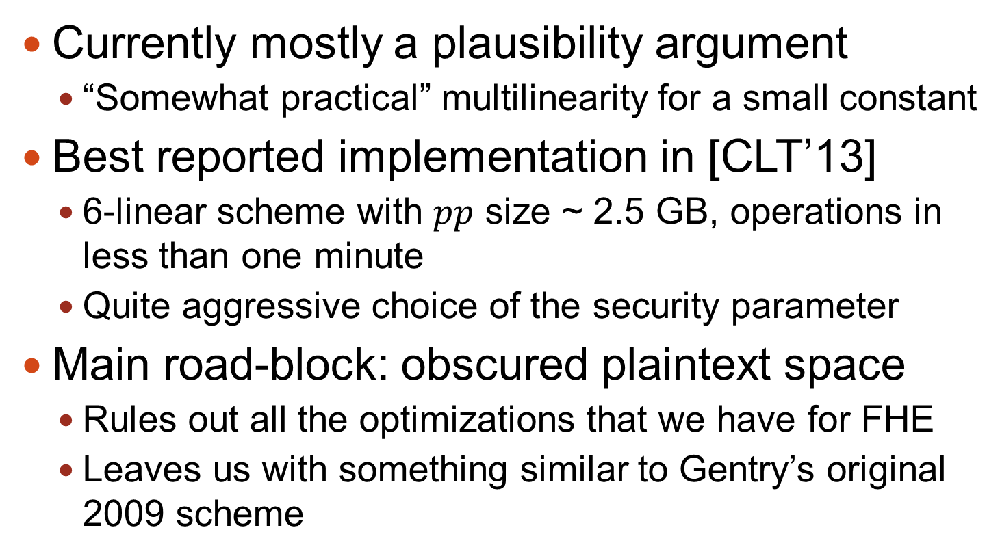 • Currently mostly a plausibility argument
• “Somewhat practical” multilinearity for a small constant
• Best reported implementation in [CLT’13]
• 6-linear scheme with 𝑝𝑝 size ~ 2.5 GB, operations in
less than one minute
• Quite aggressive choice of the security parameter
• Main road-block: obscured plaintext space
• Rules out all the optimizations that we have for FHE
• Leaves us with something similar to Gentry’s original
2009 scheme